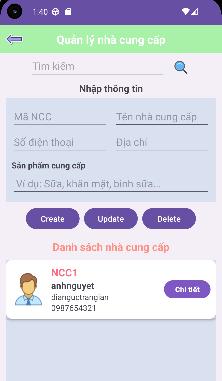 1:40
Quản lý nhà cung cấp
Tìm kiếm
Nhập thông tin
Mã NCC
Tên nhà cung cấp
Số điện thoại
Địa chỉ
Sản phẩm cung cấp
Ví dụ: Sữa, khăn mặt, bình sữa...
Create
Update
Delete
Danh sách nhà cung cấp
NCC1
anhnguyet
dianguctrangian
0987654321
Chi tiết